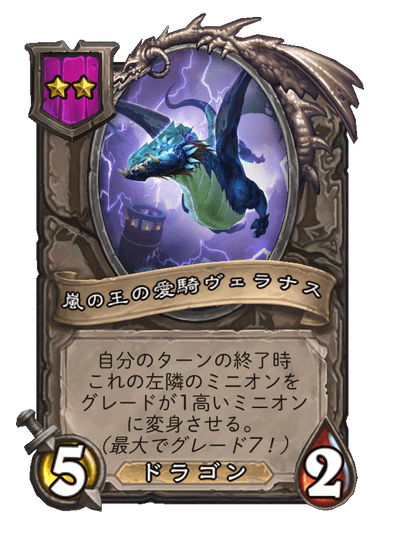 嵐の王の愛騎ヴェラナス
自分のターンの終了時
これの左隣のミニオンを
グレードが1高いミニオン
に変身させる。
(最大でグレード7！)
ドラゴン
5
2